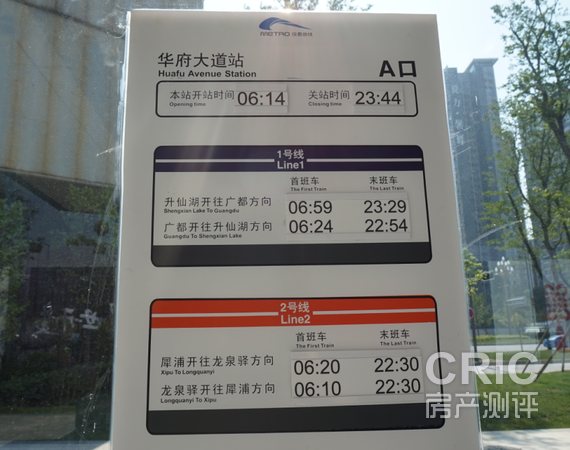 METRO 成都地铁
华府大道站
Huafu Avenue Station
A口
本站开站时间 06:14 关站时间 23:44
Opening time Closing time
1号线
Line1
首班车 末班车
The First Train The Last Train
升仙湖开往广都方向 06:59 23:29
Shengxian Lake To Guangdu
广都开往升仙湖方向 06:24 22:54
Guangdu To Shengxian Lake
2号线
Line2
首班车 末班车
The First Train The Last Train
犀浦开往龙泉驿方向 06:20 22:30
Xipu To Longquanyi
龙泉驿开往犀浦方向 06:10 22:30
Longquanyi To Xipu
CRIC
房产测评